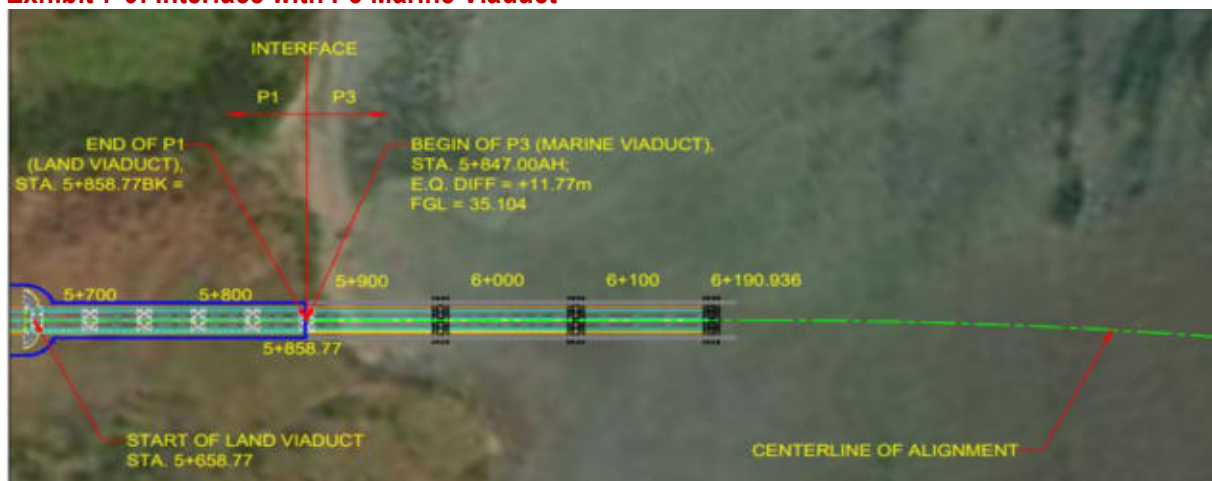 Exhibit 7-9: Interface with P3 Marine Viaduct
INTERFACE
P1 P3
END OF P1
(LAND VIADUCT),
STA. 5+858.77BK =
BEGIN OF P3 (MARINE VIADUCT),
STA. 5+847.00AH;
E.Q. DIFF = +11.77m
FGL = 35.104
5+700 5+800 5+900 6+000 6+100 6+190.936
5+858.77
START OF LAND VIADUCT
STA. 5+658.77
CENTERLINE OF ALIGNMENT